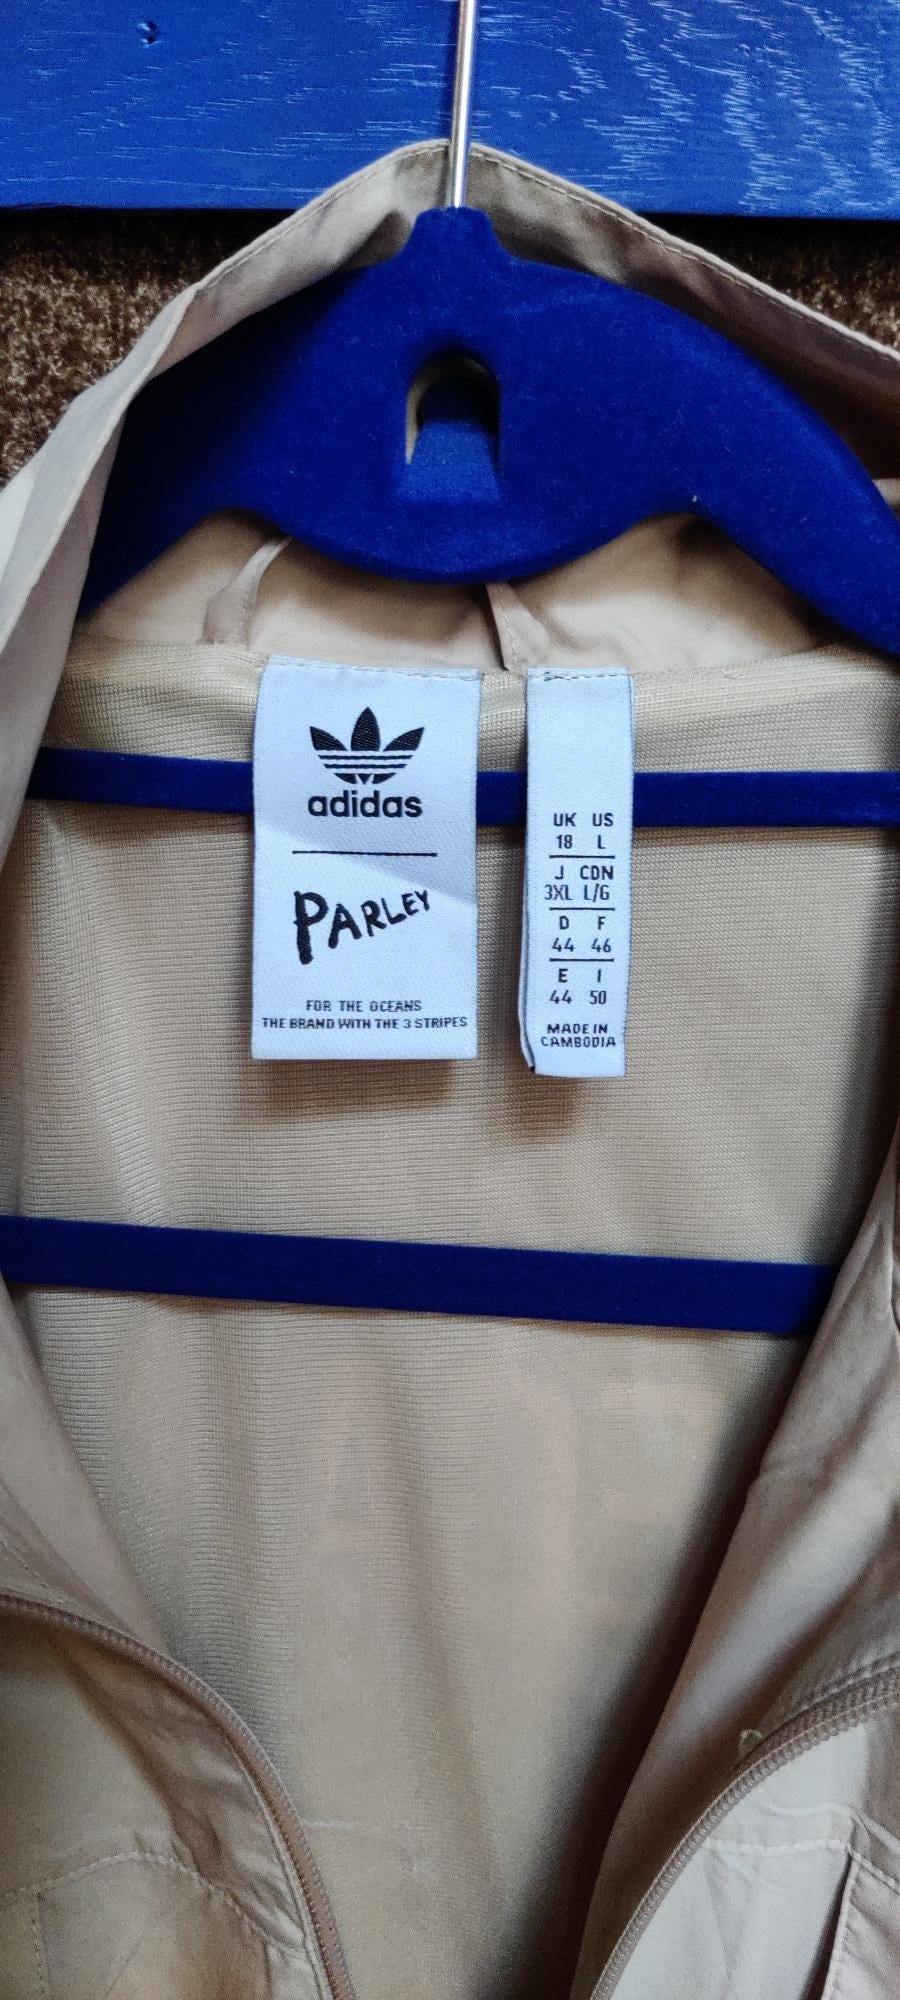 adidas
PARLEY
FOR THE OCEANS
THE BRAND WITH THE 3 STRIPES
UK US
18 L
J CDN
3XL L/G
D F
44 46
E I
44 50
MADE IN
CAMBODIA